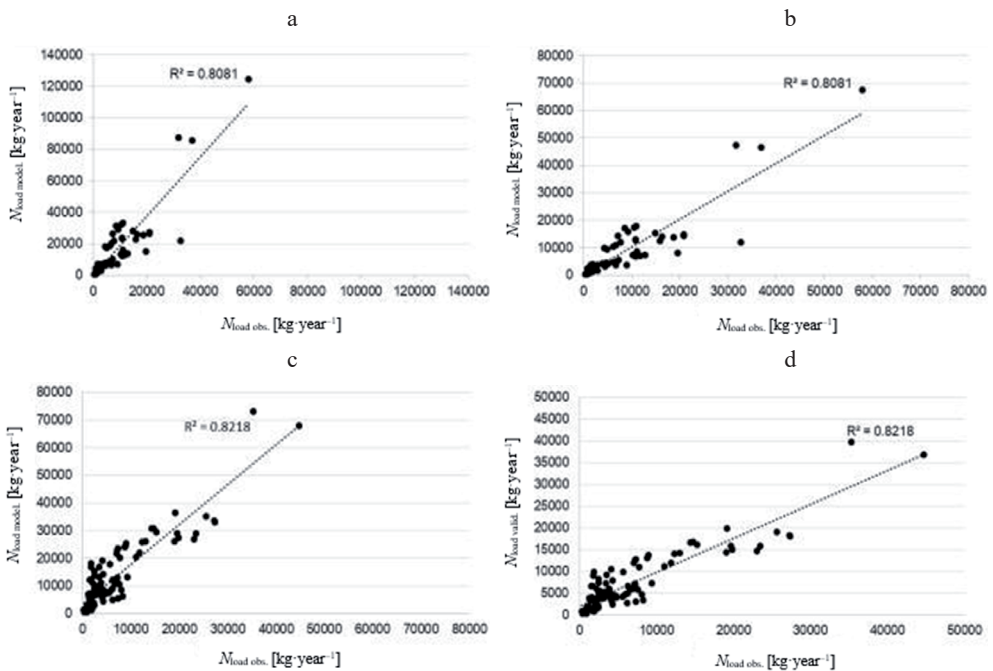 a
140000
120000
100000
80000
60000
40000
20000
0
R² = 0.8081
0 20000 40000 60000 80000 100000 120000 140000
Nload model. [kg·year⁻¹]
Nload obs. [kg·year⁻¹]
b
80000
70000
60000
50000
40000
30000
20000
10000
0
R² = 0.8081
0 10000 20000 30000 40000 50000 60000 70000 80000
Nload model. [kg·year⁻¹]
Nload obs. [kg·year⁻¹]
c
80000
70000
60000
50000
40000
30000
20000
10000
0
R² = 0.8218
0 10000 20000 30000 40000 50000 60000 70000 80000
Nload model. [kg·year⁻¹]
Nload obs. [kg·year⁻¹]
d
50000
45000
40000
35000
30000
25000
20000
15000
10000
5000
0
R² = 0.8218
0 10000 20000 30000 40000 50000
Nload valid. [kg·year⁻¹]
Nload obs. [kg·year⁻¹]